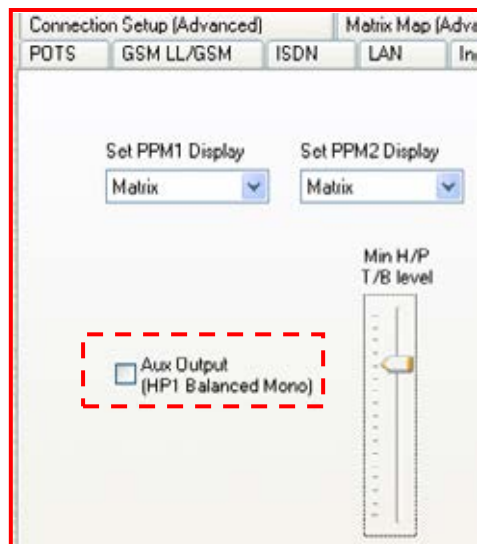 Connection Setup (Advanced) Matrix Map (Adva
POTS GSM LL/GSM ISDN LAN In
Set PPM1 Display Set PPM2 Display
Matrix Matrix
Min H/P
T/B level
Aux Output
(HP1 Balanced Mono)